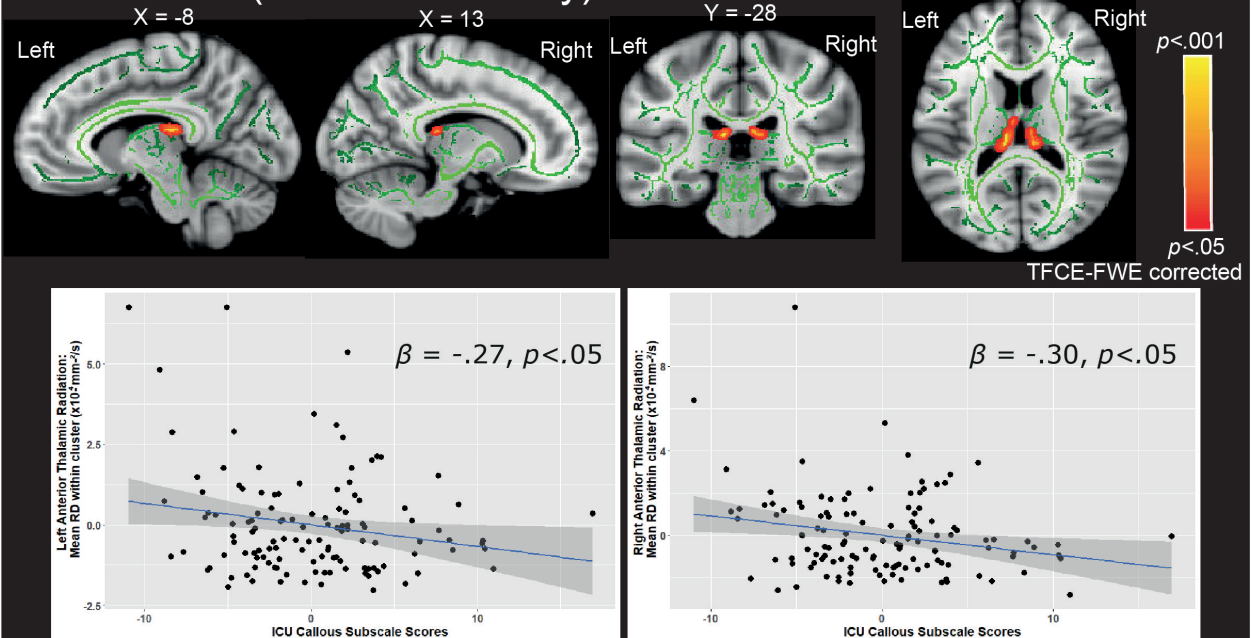 X = -8
X = 13
Y = -28
Left
Right
Left
Right
Left
Right
p<.001
p<.05
TFCE-FWE corrected
β = -.27, p<.05
5.0
2.5
0.0
-2.5
-10
0
10
Left Anterior Thalamic Radiation:
Mean RD within cluster (x10⁻⁴mm⁻²/s)
ICU Callous Subscale Scores
β = -.30, p<.05
8
4
0
-10
0
10
Right Anterior Thalamic Radiation:
Mean RD within cluster (x10⁻⁴mm⁻²/s)
ICU Callous Subscale Scores